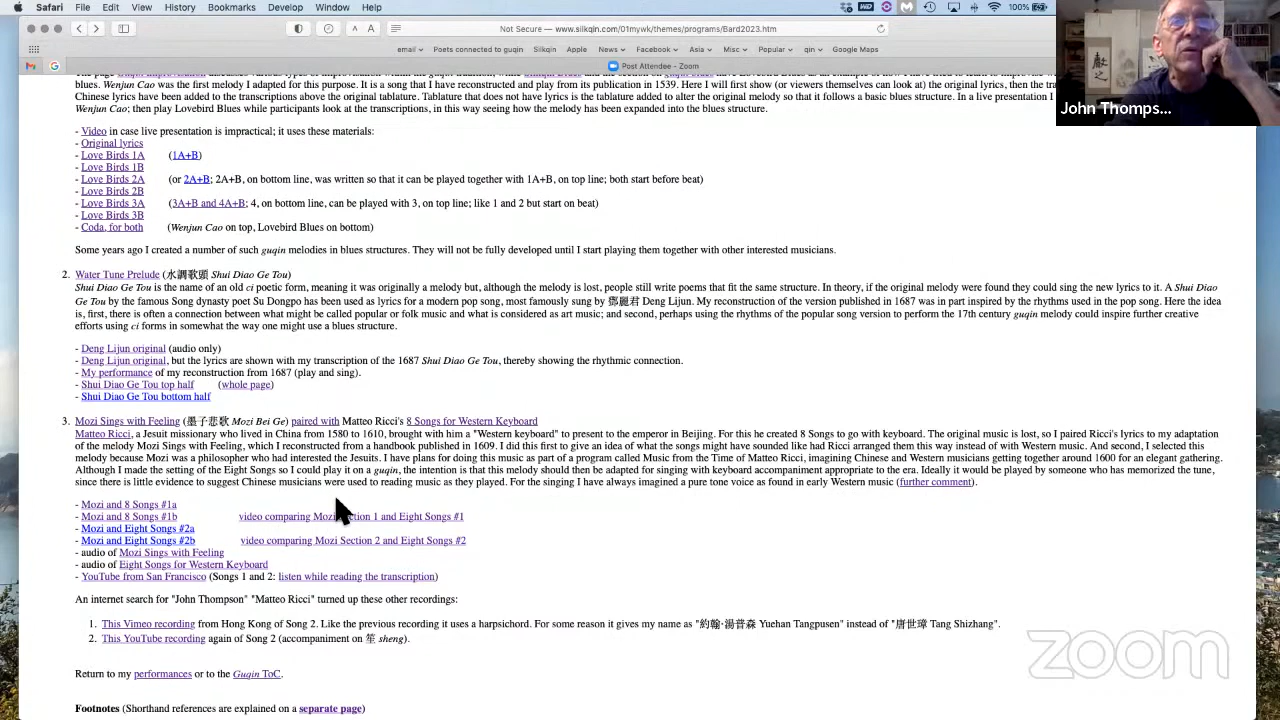 100%
Not Secure — www.silkqin.com/01mywk/themes/programs/Bard2023.htm
email Poets connected to guqin Silkqin Apple News Facebook Asia Misc Popular qin Google Maps
Post Attendee - Zoom
blues. Wenjun Cao was the first melody I adapted for this purpose. It is a song that I have reconstructed and play from its publication in 1539. Here I will first show (or viewers themselves can look at) the original lyrics, then the tra
Chinese lyrics have been added the transcriptions above the original tablature. Tablature that does not have lyrics is the tablature added to alter the original melody so that it follows a basic blues structure. In a live presentation I
Wenjun Cao; then play Lovebird Blues while participants look at the transcriptions, in this way seeing how the melody has been expanded into the blues structure.
- Video in case live presentation is impractical; it uses these materials:
- Original lyrics
- Love Birds 1A (1A+B)
- Love Birds 1B
- Love Birds 2A (or 2A+B; 2A+B, on bottom line, was written so that it can be played together with 1A+B, on top line; both start before beat)
- Love Birds 2B
- Love Birds 3A (3A+B and 4A+B; 4, on bottom line, can be played with 3, on top line; like 1 and 2 but start on beat)
- Love Birds 3B
- Coda, for both (Wenjun Cao on top, Lovebird Blues on bottom)
Some years ago I created a number of such guqin melodies in blues structures. They will not be fully developed until I start playing them together with other interested musicians.
2. Water Tune Prelude (水調歌頭 Shui Diao Ge Tou)
Shui Diao Ge Tou is the name of an old ci poetic form, meaning it was originally a melody but, although the melody is lost, people still write poems that fit the same structure. In theory, if the original melody were found they could sing the new lyrics to it. A Shui Diao
Ge Tou by the famous Song dynasty poet Su Dongpo has been used as lyrics for a modern pop song, most famously sung by 鄧麗君 Deng Lijun. My reconstruction of the version published in 1687 was in part inspired by the rhythms used in the pop song. Here the idea
is, first, there is often a connection between what might be called popular or folk music and what is considered as art music; and second, perhaps using the rhythms of the popular song version to perform the 17th century guqin melody could inspire further creative
efforts using ci forms in somewhat the way one might use a blues structure.
- Deng Lijun original (audio only)
- Deng Lijun original, but the lyrics are shown with my transcription of the 1687 Shui Diao Ge Tou, thereby showing the rhythmic connection.
- My performance of my reconstruction from 1687 (play and sing).
- Shui Diao Ge Tou top half (whole page)
- Shui Diao Ge Tou bottom half
3. Mozi Sings with Feeling (墨子悲歌 Mozi Bei Ge) paired with Matteo Ricci's 8 Songs for Western Keyboard
Matteo Ricci, a Jesuit missionary who lived in China from 1580 to 1610, brought with him a "Western keyboard" to present to the emperor in Beijing. For this he created 8 Songs to go with keyboard. The original music is lost, so I paired Ricci's lyrics to my adaptation
of the melody Mozi Sings with Feeling, which I reconstructed from a handbook published in 1609. I did this first to give an idea of what the songs might have sounded like had Ricci arranged them this way instead of with Western music. And second, I selected this
melody because Mozi was a philosopher who had interested the Jesuits. I have plans for doing this music as part of a program called Music from the Time of Matteo Ricci, imagining Chinese and Western musicians getting together around 1600 for an elegant gathering.
Although I made the setting of the Eight Songs so I could play it on a guqin, the intention is that this melody should then be adapted for singing with keyboard accompaniment appropriate to the era. Ideally it would be played by someone who has memorized the tune,
since there is little evidence to suggest Chinese musicians were used to reading music as they played. For the singing I have always imagined a pure tone voice as found in early Western music (further comment).
- Mozi and 8 Songs #1a
- Mozi and 8 Songs #1b video comparing Mozi Section 1 and Eight Songs #1
- Mozi and Eight Songs #2a
- Mozi and Eight Songs #2b video comparing Mozi Section 2 and Eight Songs #2
- audio of Mozi Sings with Feeling
- audio of Eight Songs for Western Keyboard
- YouTube from San Francisco (Songs 1 and 2: listen while reading the transcription)
An internet search for "John Thompson" "Matteo Ricci" turned up these other recordings:
1. This Vimeo recording from Hong Kong of Song 2. Like the previous recording it uses a harpsichord. For some reason it gives my name as "約翰·湯普森 Yuehan Tangpusen" instead of "唐世璋 Tang Shizhang".
2. This YouTube recording again of Song 2 (accompaniment on 笙 sheng).
Return to my performances or to the Guqin ToC.
Footnotes (Shorthand references are explained on a separate page)
John Thomps...
zoom